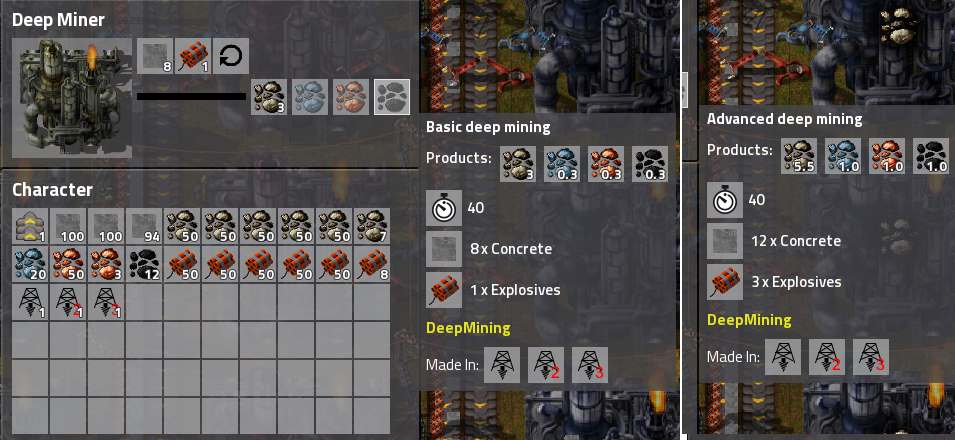 Deep Miner
8 1
3
Character
1 100 100 94 50 50 50 50 50 7
20 50 3 12 50 50 50 50 50 8
1 2 1 3 1
Basic deep mining
Products: 3 0.3 0.3 0.3
40
8 x Concrete
1 x Explosives
DeepMining
Made In: 2 3
Advanced deep mining
Products: 5.5 1.0 1.0 1.0
40
12 x Concrete
3 x Explosives
DeepMining
Made In: 2 3